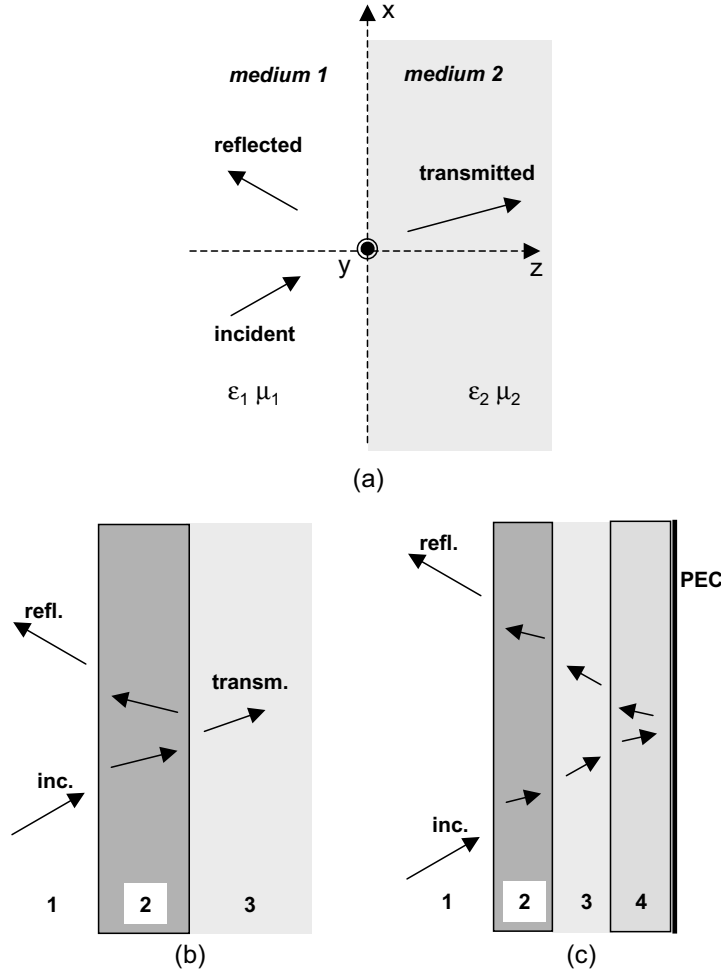 x
medium 1 medium 2
reflected
transmitted
y z
incident
ε₁ μ₁ ε₂ μ₂
(a)
refl. PEC
refl.
transm.
inc.
inc.
1 2 3 1 2 3 4
(b) (c)